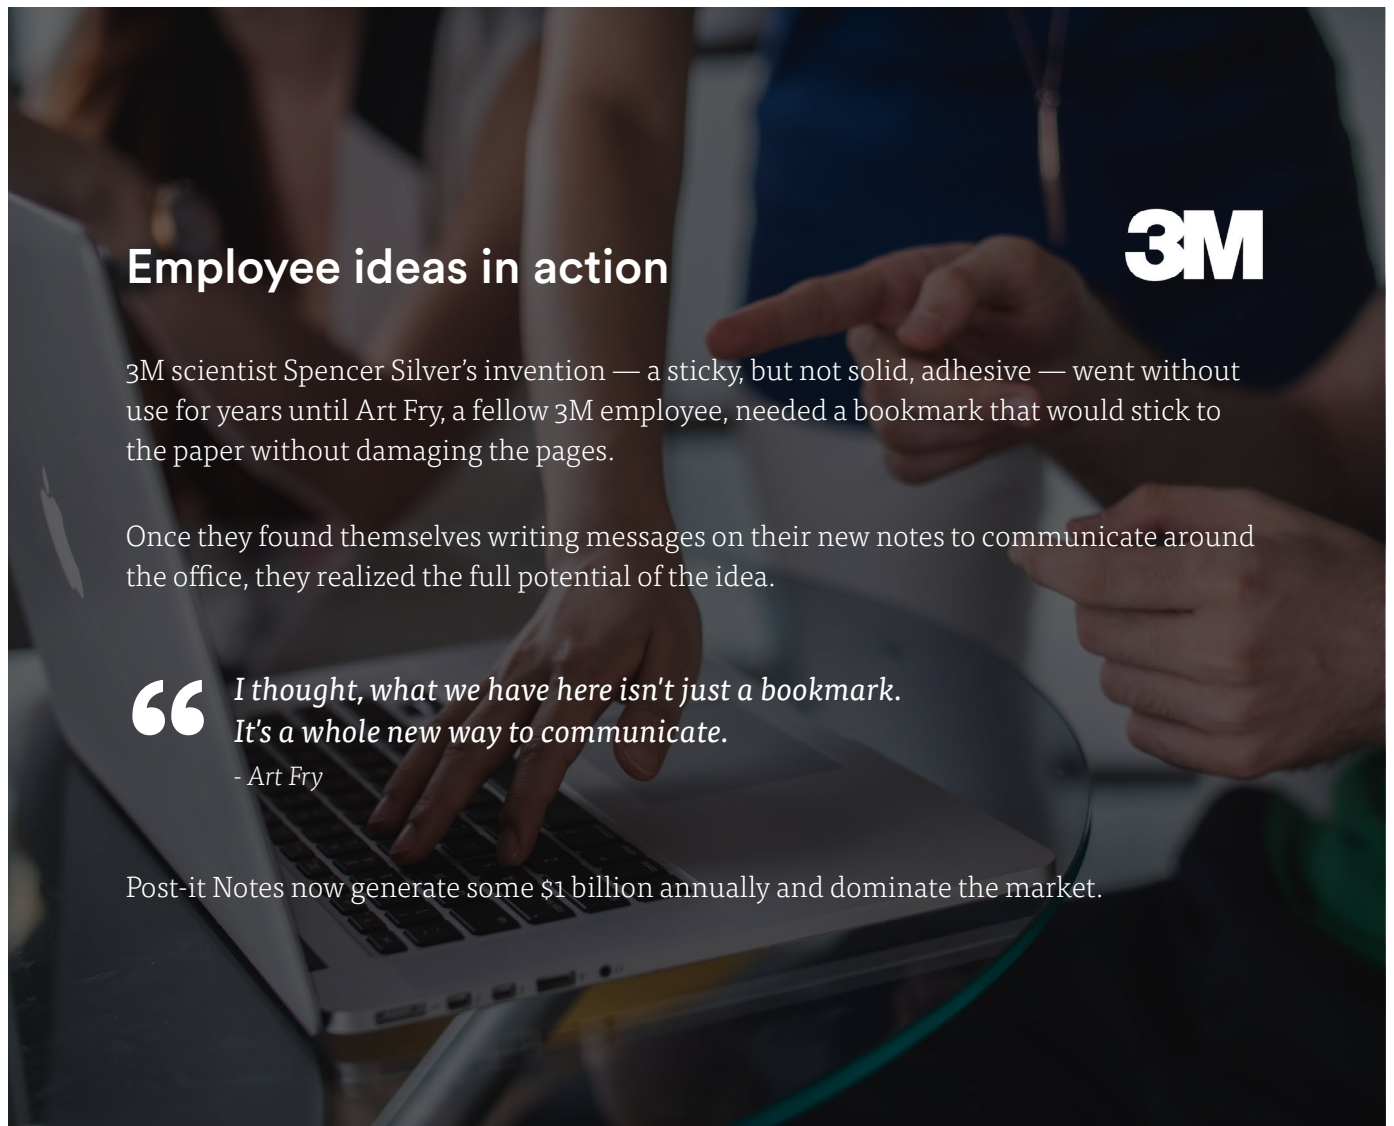 3M
Employee ideas in action
3M scientist Spencer Silver’s invention — a sticky, but not solid, adhesive — went without
use for years until Art Fry, a fellow 3M employee, needed a bookmark that would stick to
the paper without damaging the pages.
Once they found themselves writing messages on their new notes to communicate around
the office, they realized the full potential of the idea.
“
I thought, what we have here isn't just a bookmark.
It's a whole new way to communicate.
- Art Fry
Post-it Notes now generate some $1 billion annually and dominate the market.